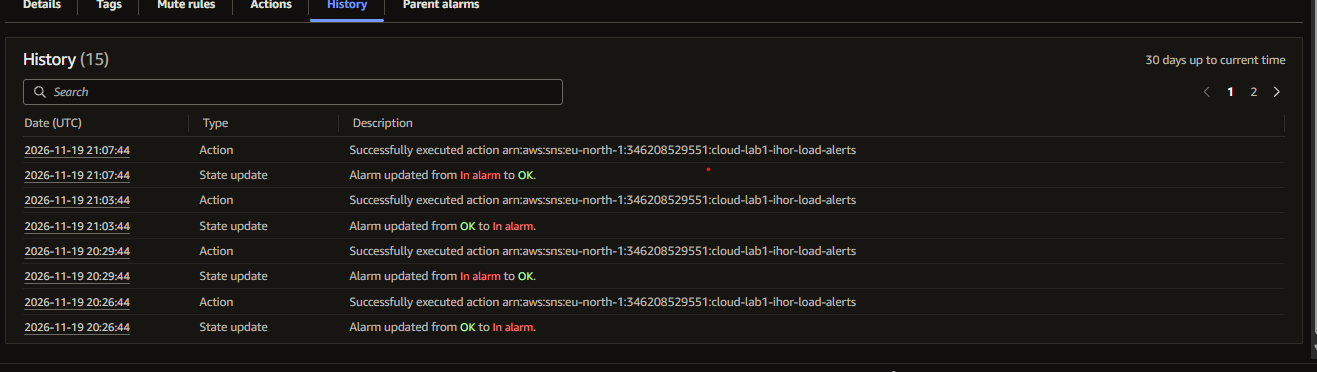 Details Tags Mute rules Actions History Parent alarms
History (15) 30 days up to current time
Search
1 2
Date (UTC) Type Description
2026-11-19 21:07:44 Action Successfully executed action arn:aws:sns:eu-north-1:346208529551:cloud-lab1-ihor-load-alerts
2026-11-19 21:07:44 State update Alarm updated from In alarm to OK.
2026-11-19 21:03:44 Action Successfully executed action arn:aws:sns:eu-north-1:346208529551:cloud-lab1-ihor-load-alerts
2026-11-19 21:03:44 State update Alarm updated from OK to In alarm.
2026-11-19 20:29:44 Action Successfully executed action arn:aws:sns:eu-north-1:346208529551:cloud-lab1-ihor-load-alerts
2026-11-19 20:29:44 State update Alarm updated from In alarm to OK.
2026-11-19 20:26:44 Action Successfully executed action arn:aws:sns:eu-north-1:346208529551:cloud-lab1-ihor-load-alerts
2026-11-19 20:26:44 State update Alarm updated from OK to In alarm.